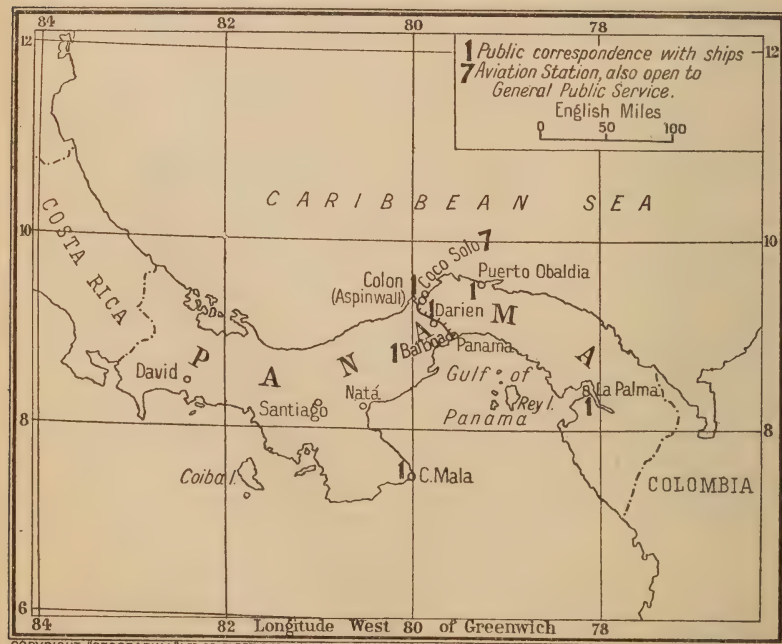 84 82 80 78
12 12
1 Public correspondence with ships
7 Aviation Station, also open to
General Public Service.
English Miles
0 50 100
CARIBBEAN SEA
10 10
COSTA RICA
Coco Solo 7
Colon 1
(Aspinwall)
Puerto Obaldia
1
1 Darien
PANAMA
1 Balboa
Panama
David
Gulf of
Panama
Rey I.
La Palma
1
Santiago
Natá
8 8
Coiba I.
1 C. Mala
COLOMBIA
6
84 82 80 78
Longitude West of Greenwich